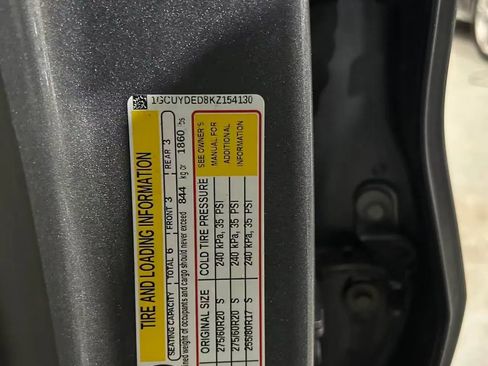 1GCUYDED8KZ154130
TIRE AND LOADING INFORMATION
SEATING CAPACITY TOTAL 6 FRONT 3 REAR 3
ned weight of occupants and cargo should never exceed 844 kg or 1860 lbs
ORIGINAL SIZE COLD TIRE PRESSURE SEE OWNER'S
MANUAL FOR
ADDITIONAL
INFORMATION
275/60R20 S 240 kPa, 35 PSI
275/60R20 S 240 kPa, 35 PSI
255/80R17 S 240 kPa, 35 PSI